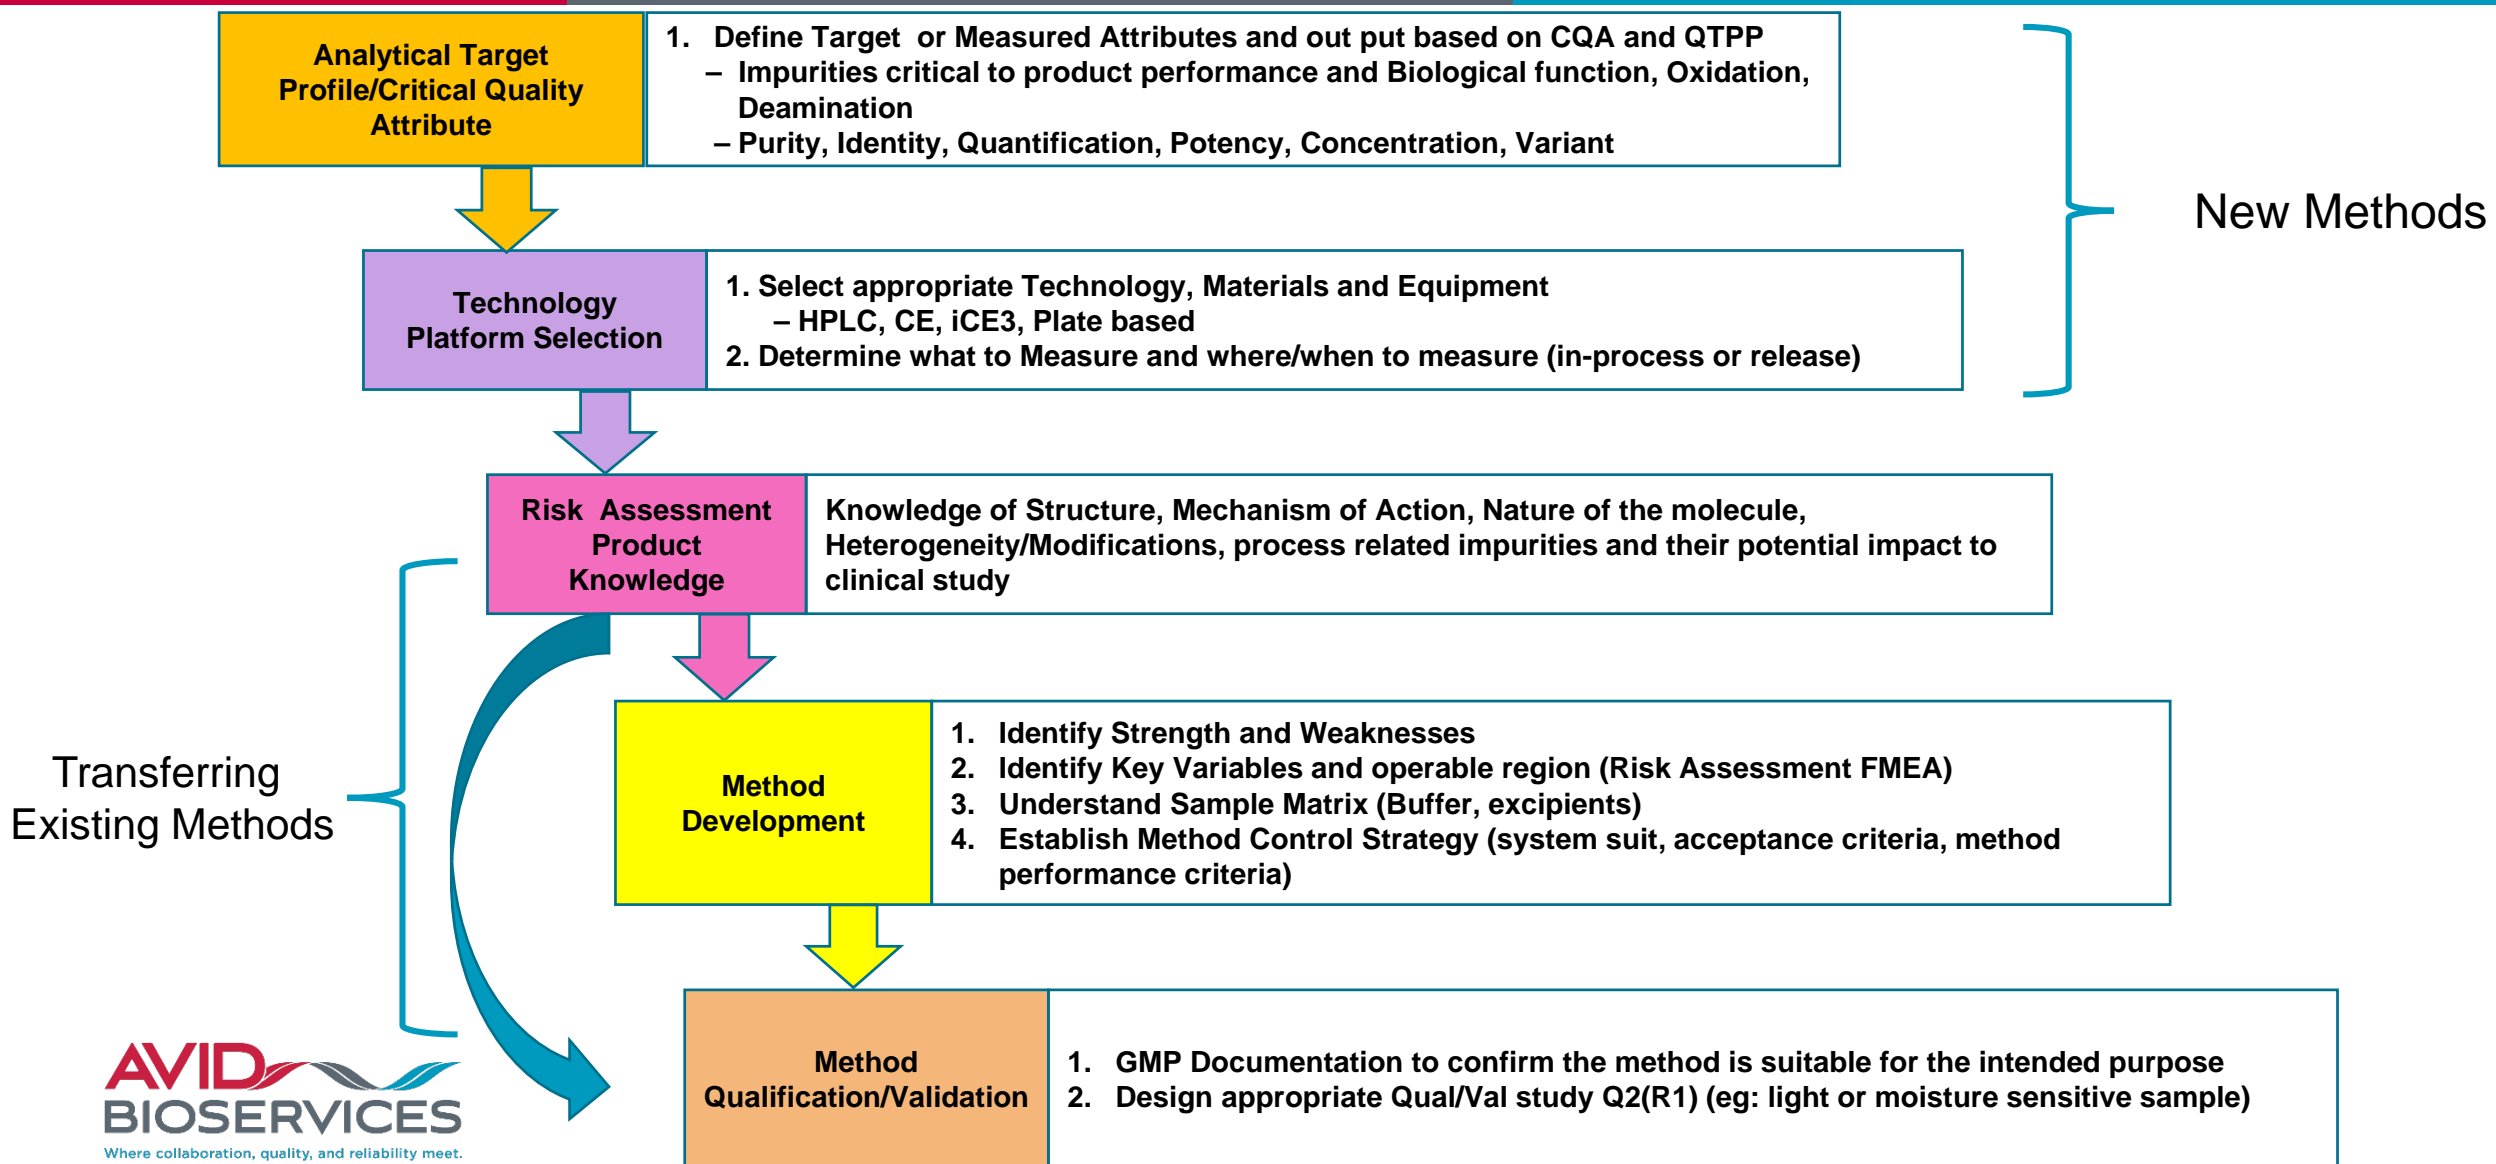 Analytical Target
Profile/Critical Quality
Attribute
1. Define Target or Measured Attributes and out put based on CQA and QTPP
– Impurities critical to product performance and Biological function, Oxidation,
Deamination
– Purity, Identity, Quantification, Potency, Concentration, Variant
New Methods
Technology
Platform Selection
1. Select appropriate Technology, Materials and Equipment
– HPLC, CE, iCE3, Plate based
2. Determine what to Measure and where/when to measure (in-process or release)
Risk Assessment
Product
Knowledge
Knowledge of Structure, Mechanism of Action, Nature of the molecule,
Heterogeneity/Modifications, process related impurities and their potential impact to
clinical study
Transferring
Existing Methods
Method
Development
1. Identify Strength and Weaknesses
2. Identify Key Variables and operable region (Risk Assessment FMEA)
3. Understand Sample Matrix (Buffer, excipients)
4. Establish Method Control Strategy (system suit, acceptance criteria, method
performance criteria)
Method
Qualification/Validation
1. GMP Documentation to confirm the method is suitable for the intended purpose
2. Design appropriate Qual/Val study Q2(R1) (eg: light or moisture sensitive sample)
AVID
BIOSERVICES
Where collaboration, quality, and reliability meet.